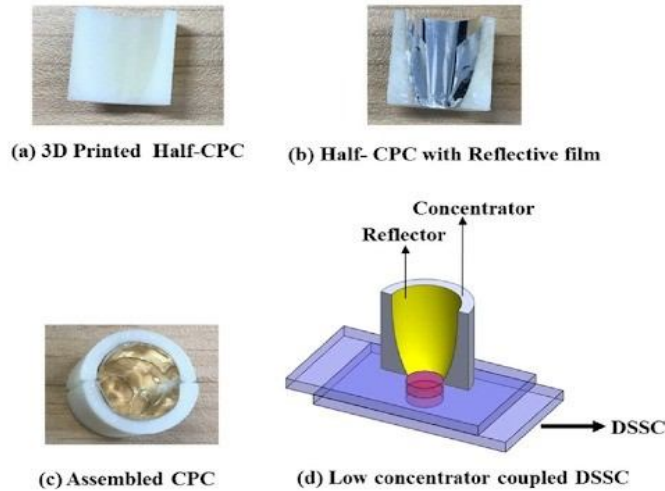 (a) 3D Printed Half-CPC
(b) Half- CPC with Reflective film
Concentrator
Reflector
DSSC
(c) Assembled CPC
(d) Low concentrator coupled DSSC